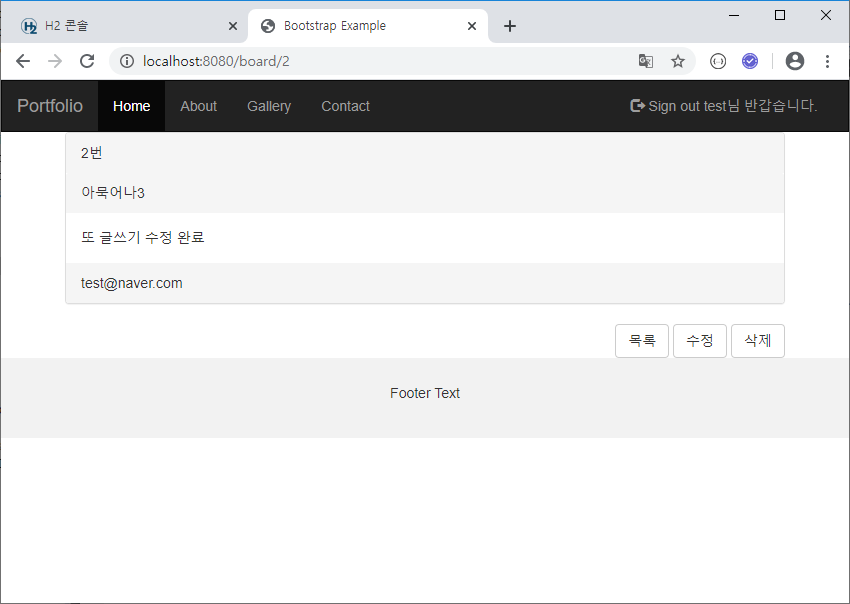 H2 콘솔
Bootstrap Example
localhost:8080/board/2
Portfolio Home About Gallery Contact Sign out test님 반갑습니다.
2번
아묵어나3
또 글쓰기 수정 완료
test@naver.com
목록 수정 삭제
Footer Text